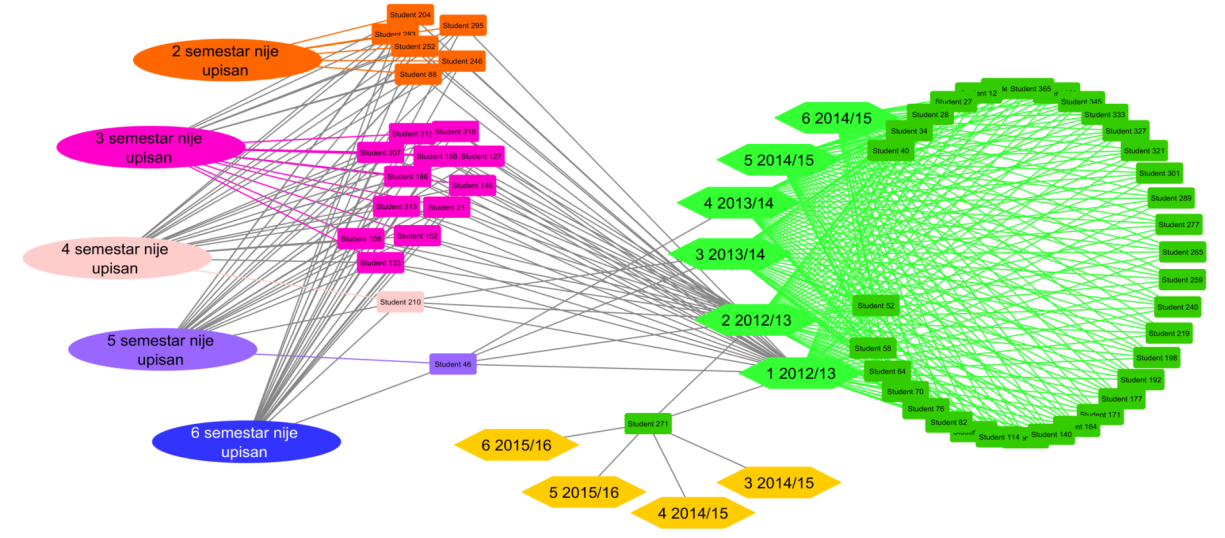 Student 204
Student 295
Student 283
2 semestar nije
upisan
Student 252
Student 246
Student 88
3 semestar nije
upisan
Student 315
Student 318
Student 307
Student 158
Student 127
Student 186
Student 146
Student 313
Student 21
Student 108
Student 152
Student 133
4 semestar nije
upisan
Student 210
5 semestar nije
upisan
Student 46
6 semestar nije
upisan
6 2014/15
5 2014/15
4 2013/14
3 2013/14
2 2012/13
1 2012/13
Student 271
6 2015/16
5 2015/16
4 2014/15
3 2014/15
Student 365
Student 12
Student 27
Student 28
Student 34
Student 40
Student 345
Student 333
Student 327
Student 321
Student 301
Student 289
Student 277
Student 265
Student 259
Student 240
Student 219
Student 198
Student 192
Student 177
171
164
Student 140
Student 114
Student 82
Student 76
Student 70
Student 64
Student 58
Student 52